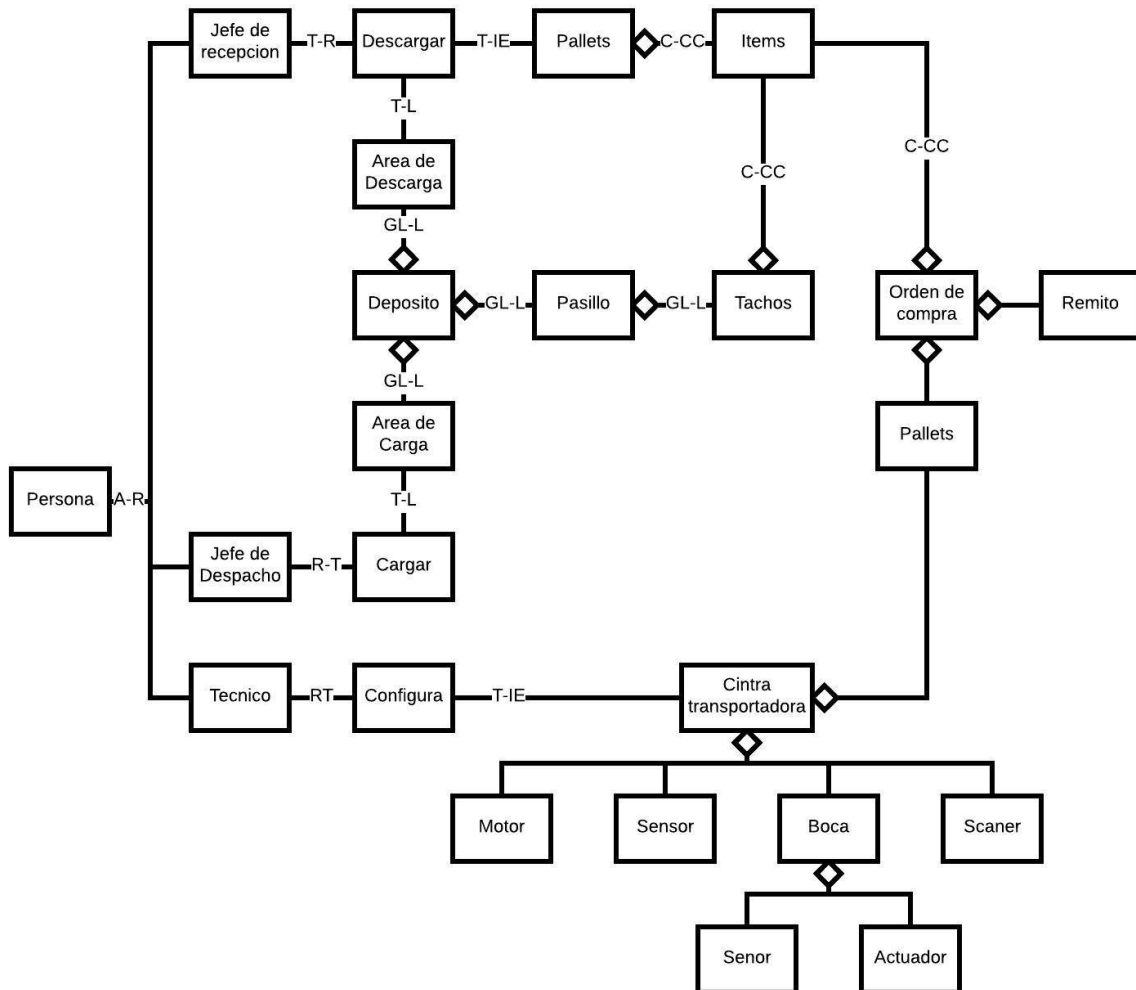 Jefe de
recepcion
T-R
Descargar
T-IE
Pallets
C-CC
Items
T-L
C-CC
C-CC
Area de
Descarga
GL-L
Deposito
GL-L
Pasillo
GL-L
Tachos
Orden de
compra
Remito
GL-L
Area de
Carga
Pallets
Persona
A-R
T-L
Jefe de
Despacho
R-T
Cargar
Tecnico
RT
Configura
T-IE
Cintra
transportadora
Motor
Sensor
Boca
Scaner
Senor
Actuador